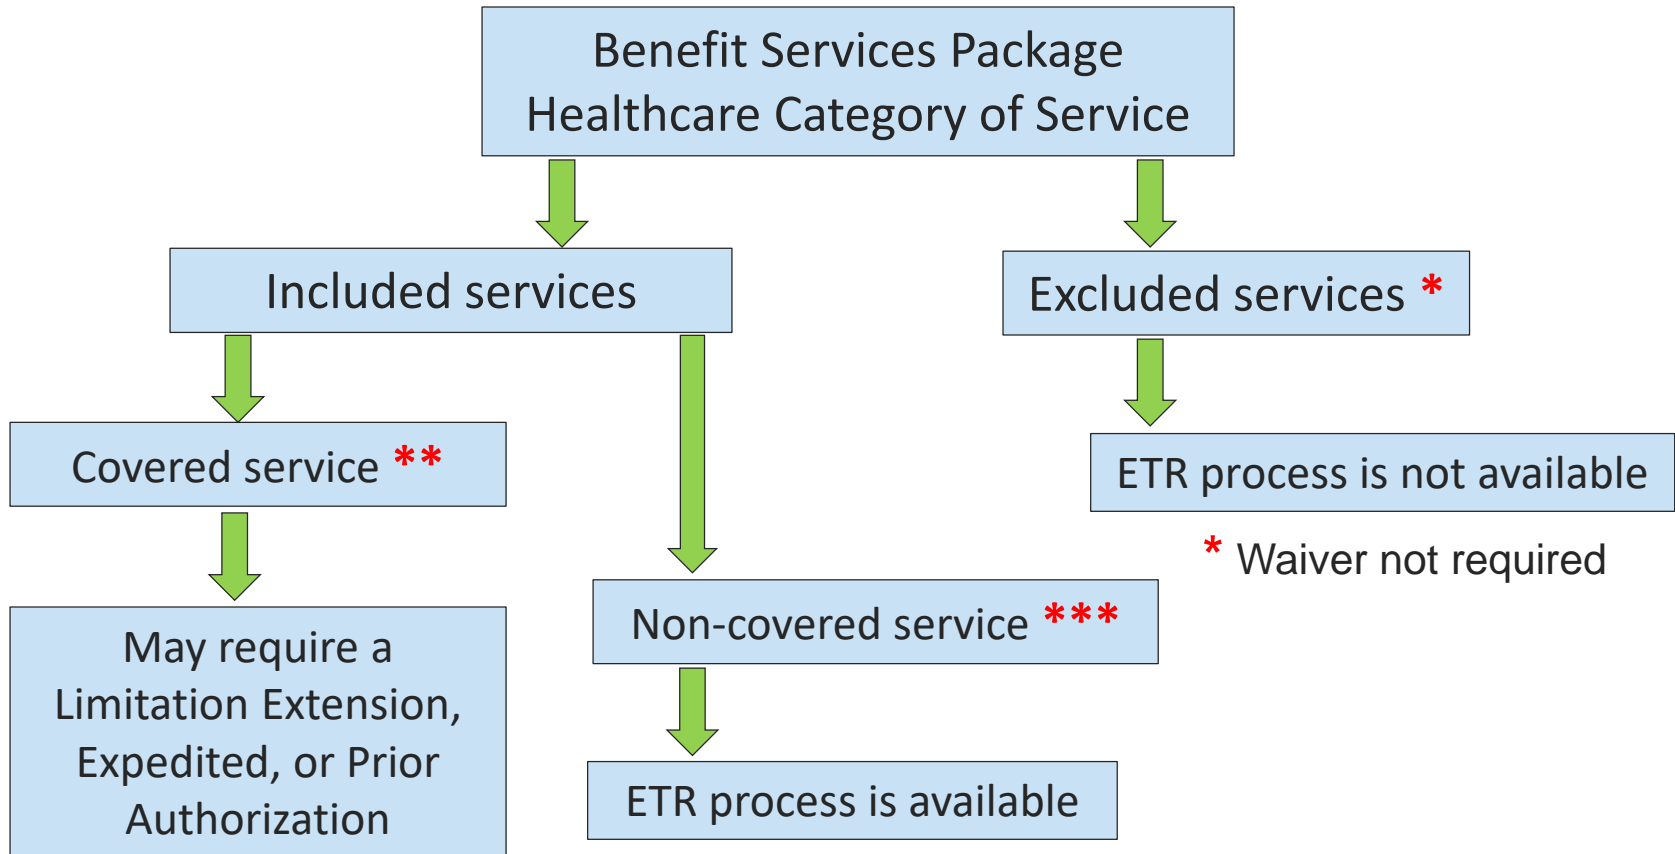 Benefit Services Package
Healthcare Category of Service
Included services
Excluded services *
Covered service **
ETR process is not available
* Waiver not required
Non-covered service ***
May require a
Limitation Extension,
Expedited, or Prior
Authorization
ETR process is available